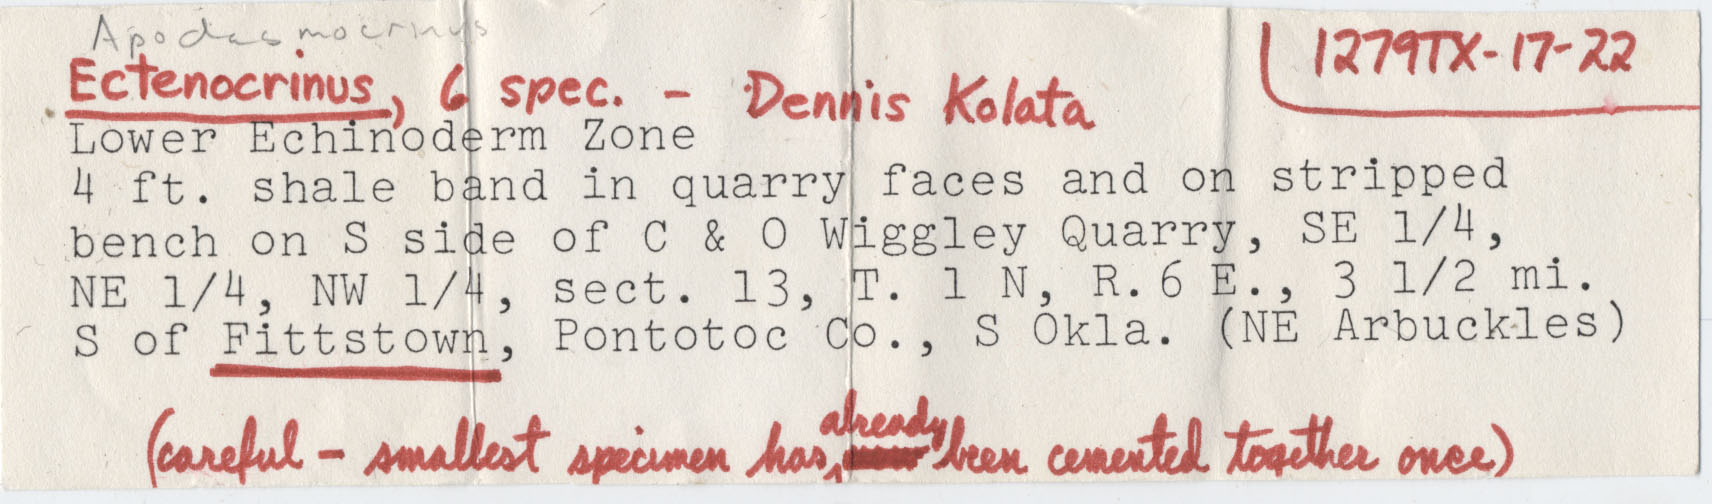 Apodasmocrinus
1279TX-17-22
Ectenocrinus, 6 spec. - Dennis Kolata
Lower Echinoderm Zone
4 ft. shale band in quarry faces and on stripped
bench on S side of C & O Wiggley Quarry, SE 1/4,
NE 1/4, NW 1/4, sect. 13, T. 1 N, R.6 E., 3 1/2 mi.
S of Fittstown, Pontotoc Co., S Okla. (NE Arbuckles)
(careful - smallest specimen has already been cemented together once)